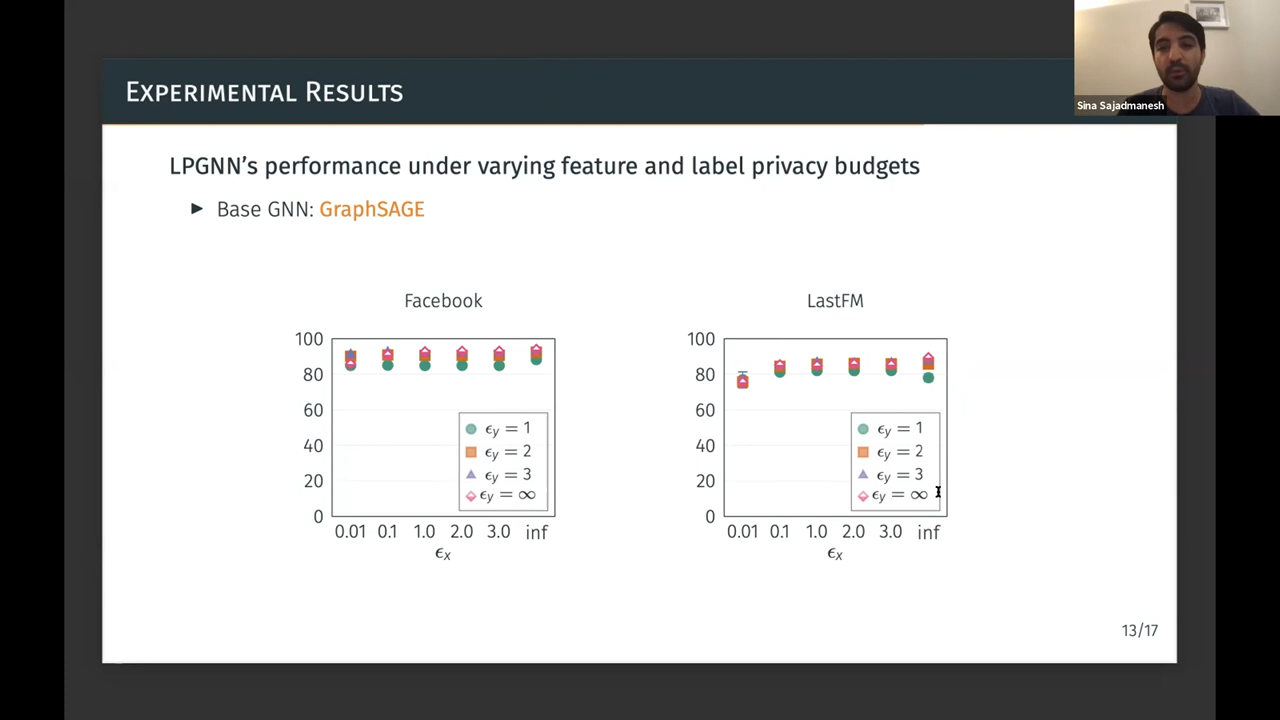 EXPERIMENTAL RESULTS
Sina Sajadmanesh
LPGNN's performance under varying feature and label privacy budgets
► Base GNN: GraphSAGE
Facebook
100
80
60
40
20
0
ϵy = 1
ϵy = 2
ϵy = 3
ϵy = ∞
0.01 0.1 1.0 2.0 3.0 inf
ϵx
LastFM
100
80
60
40
20
0
ϵy = 1
ϵy = 2
ϵy = 3
ϵy = ∞
0.01 0.1 1.0 2.0 3.0 inf
ϵx
13/17